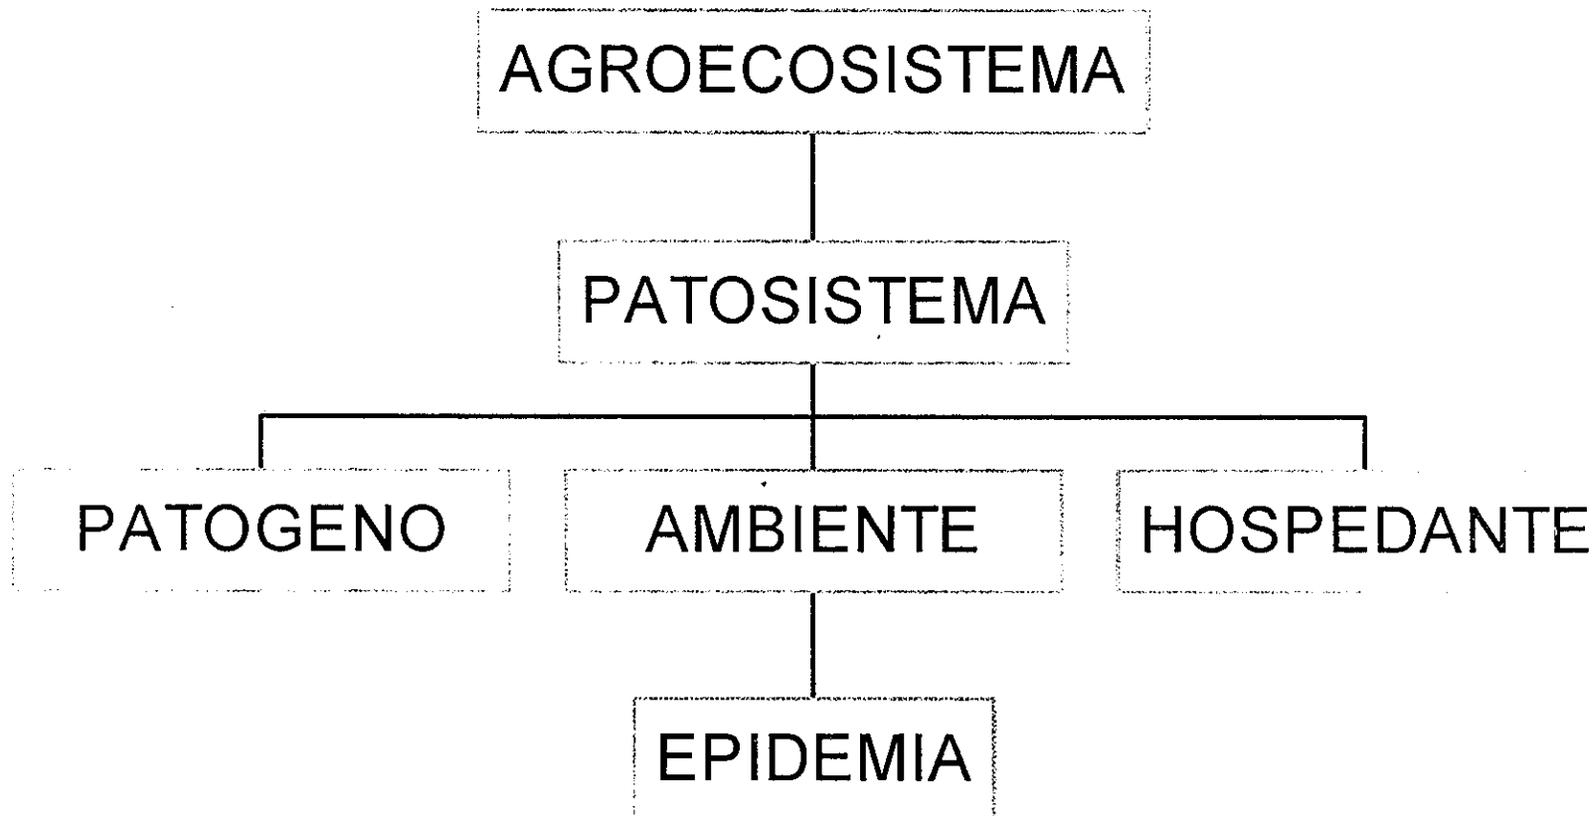 AGROECOSISTEMA
PATOSISTEMA
PATOGENO
AMBIENTE
HOSPEDANTE
EPIDEMIA